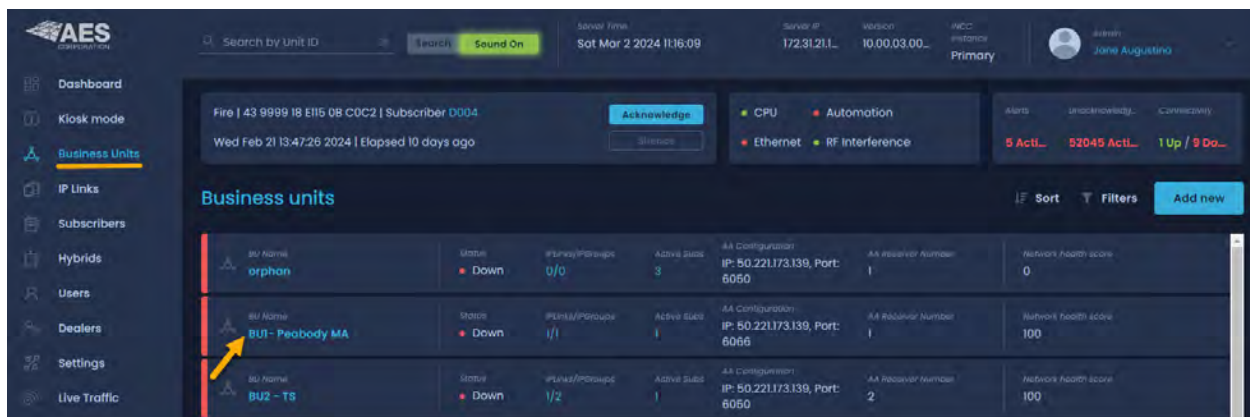 AES
CORPORATION
Search by Unit ID
Search
Sound On
Server Time
Sat Mar 2 2024 11:16:09
Server IP
172.31.21.1...
Version
10.00.03.00...
NCC
Instance
Primary
Admin
Jane Augustino
Dashboard
Kiosk mode
Business Units
IP Links
Subscribers
Hybrids
Users
Dealers
Settings
Live Traffic
Fire | 43 9999 18 E115 0B C0C2 | Subscriber D004
Wed Feb 21 13:47:26 2024 | Elapsed 10 days ago
Acknowledge
Silence
CPU
Automation
Ethernet
RF Interference
Alerts
5 Acti...
Unacknowledg...
52045 Acti...
Connectivity
1 Up / 9 Do...
Business units
Sort
Filters
Add new
BU Name
orphan
Status
Down
IPLinks/IPGroups
0/0
Active Subs
3
AA Configuration
IP: 50.221.173.139, Port:
6050
AA Receiver Number
1
Network health score
0
BU Name
BU1- Peabody MA
Status
Down
IPLinks/IPGroups
1/1
Active Subs
1
AA Configuration
IP: 50.221.173.139, Port:
6066
AA Receiver Number
1
Network health score
100
BU Name
BU2 - TS
Status
Down
IPLinks/IPGroups
1/2
Active Subs
1
AA Configuration
IP: 50.221.173.139, Port:
6050
AA Receiver Number
2
Network health score
100